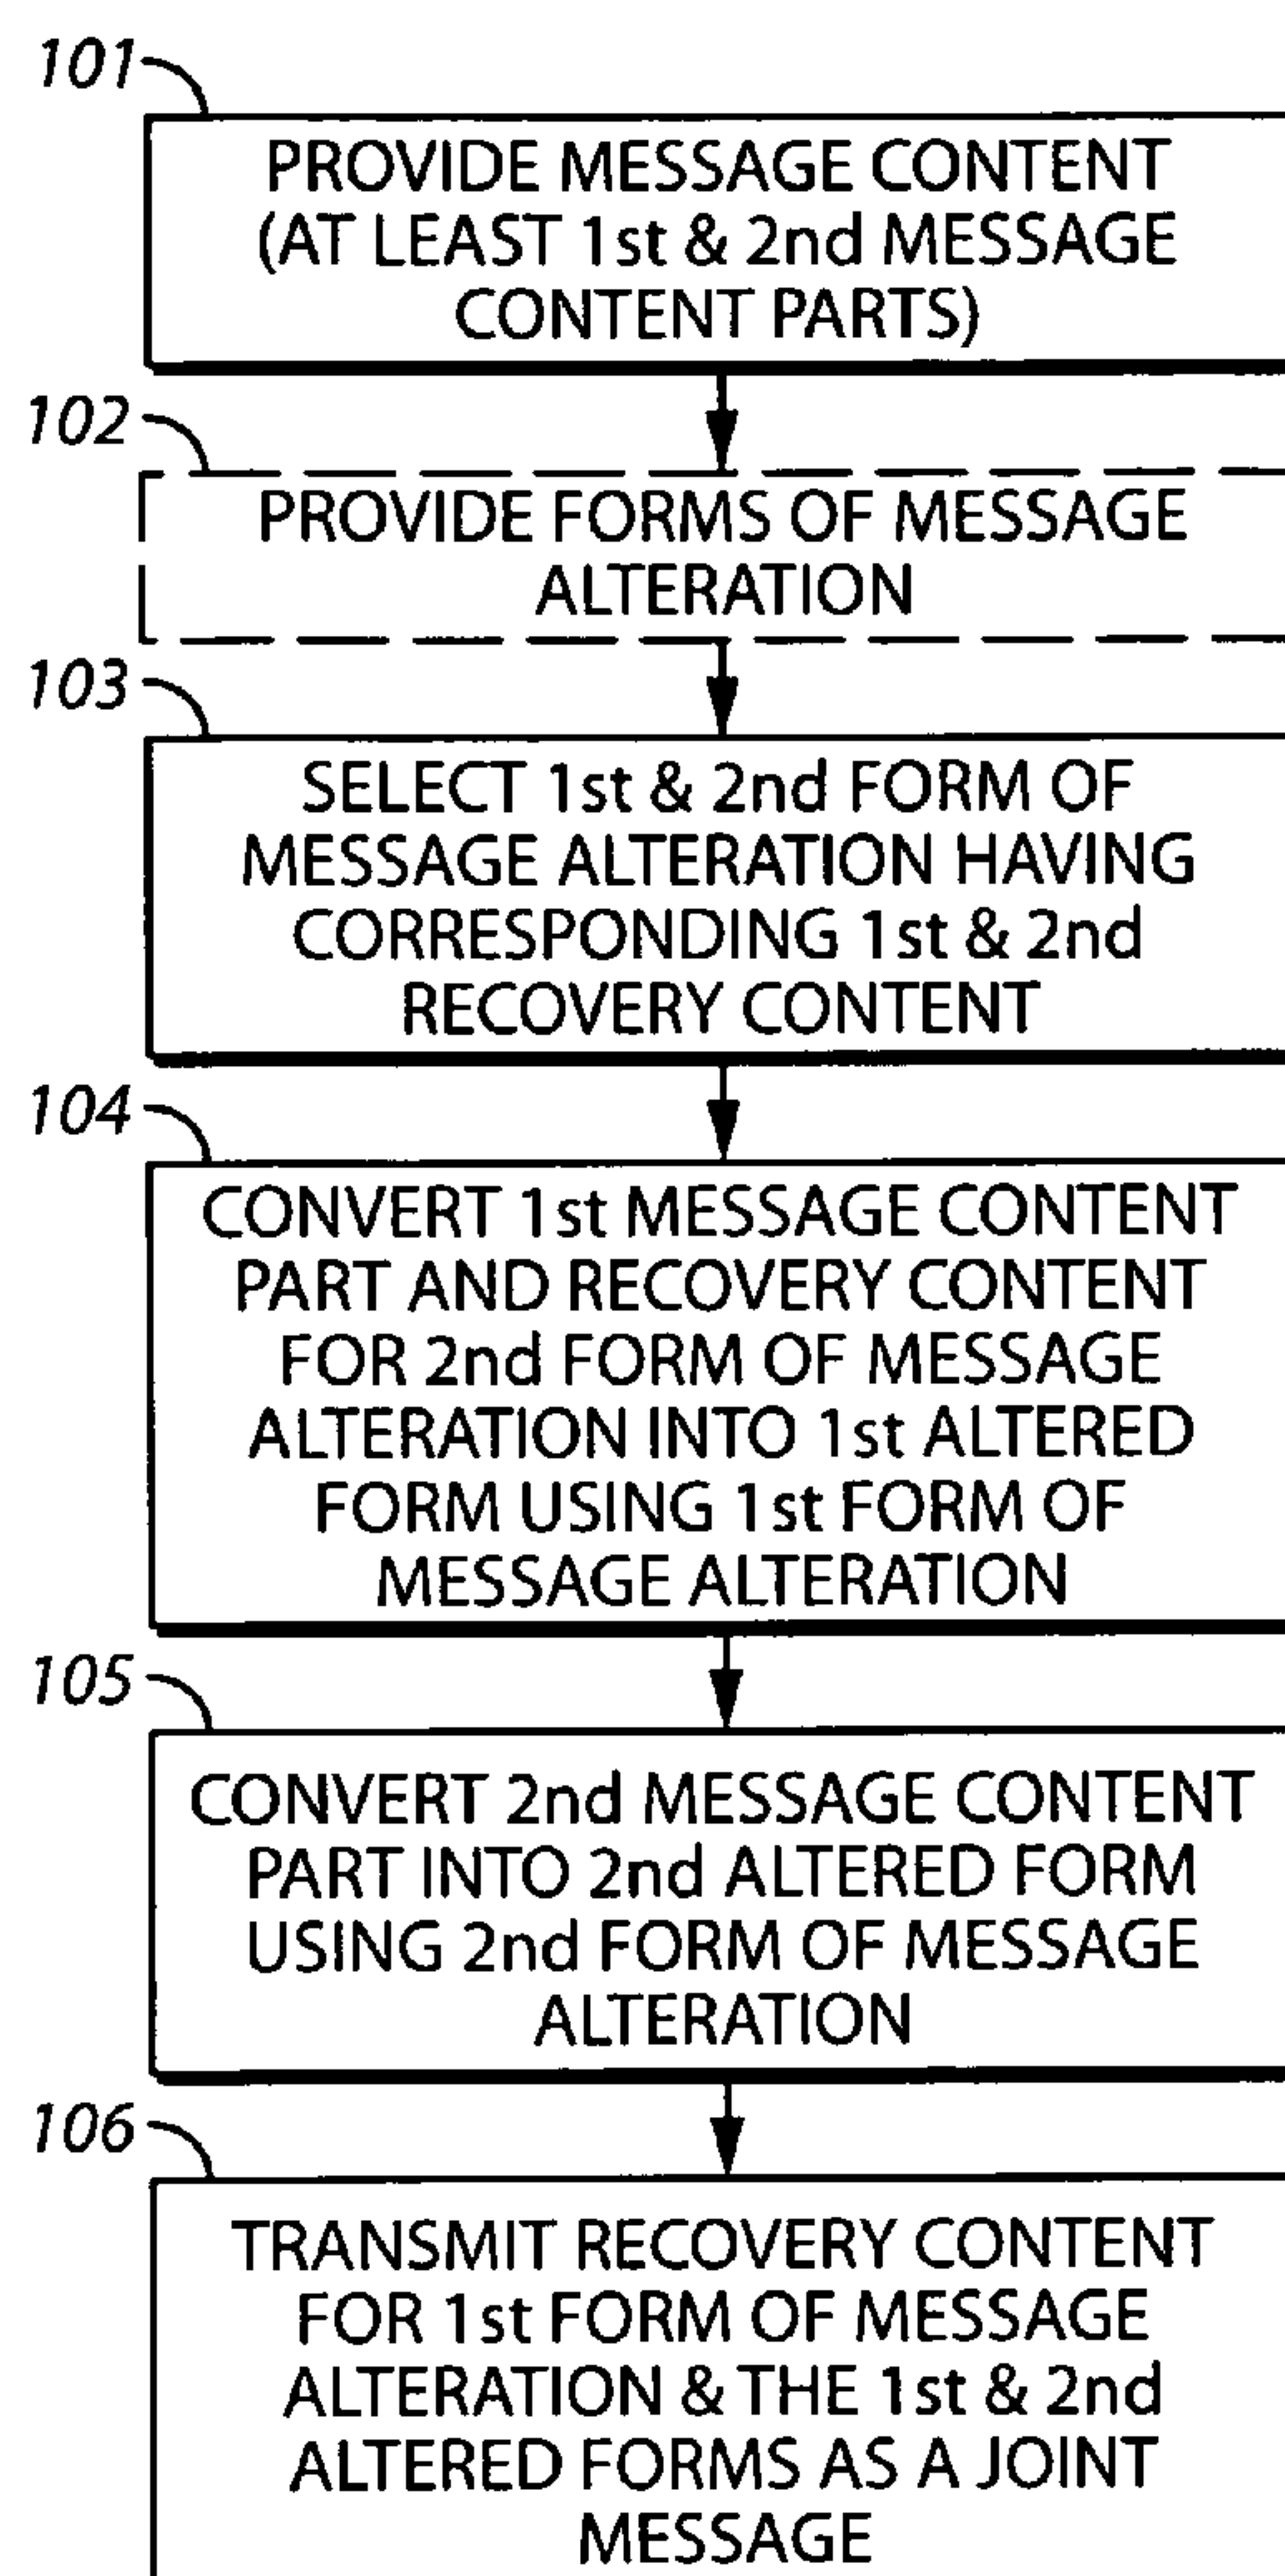 101
PROVIDE MESSAGE CONTENT
(AT LEAST 1st & 2nd MESSAGE
CONTENT PARTS)
102
PROVIDE FORMS OF MESSAGE
ALTERATION
103
SELECT 1st & 2nd FORM OF
MESSAGE ALTERATION HAVING
CORRESPONDING 1st & 2nd
RECOVERY CONTENT
104
CONVERT 1st MESSAGE CONTENT
PART AND RECOVERY CONTENT
FOR 2nd FORM OF MESSAGE
ALTERATION INTO 1st ALTERED
FORM USING 1st FORM OF
MESSAGE ALTERATION
105
CONVERT 2nd MESSAGE CONTENT
PART INTO 2nd ALTERED FORM
USING 2nd FORM OF MESSAGE
ALTERATION
106
TRANSMIT RECOVERY CONTENT
FOR 1st FORM OF MESSAGE
ALTERATION & THE 1st & 2nd
ALTERED FORMS AS A JOINT
MESSAGE